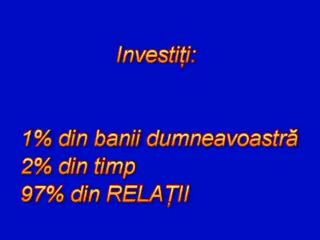 Investiți:
1% din banii dumneavoastră
2% din timp
97% din RELAȚII